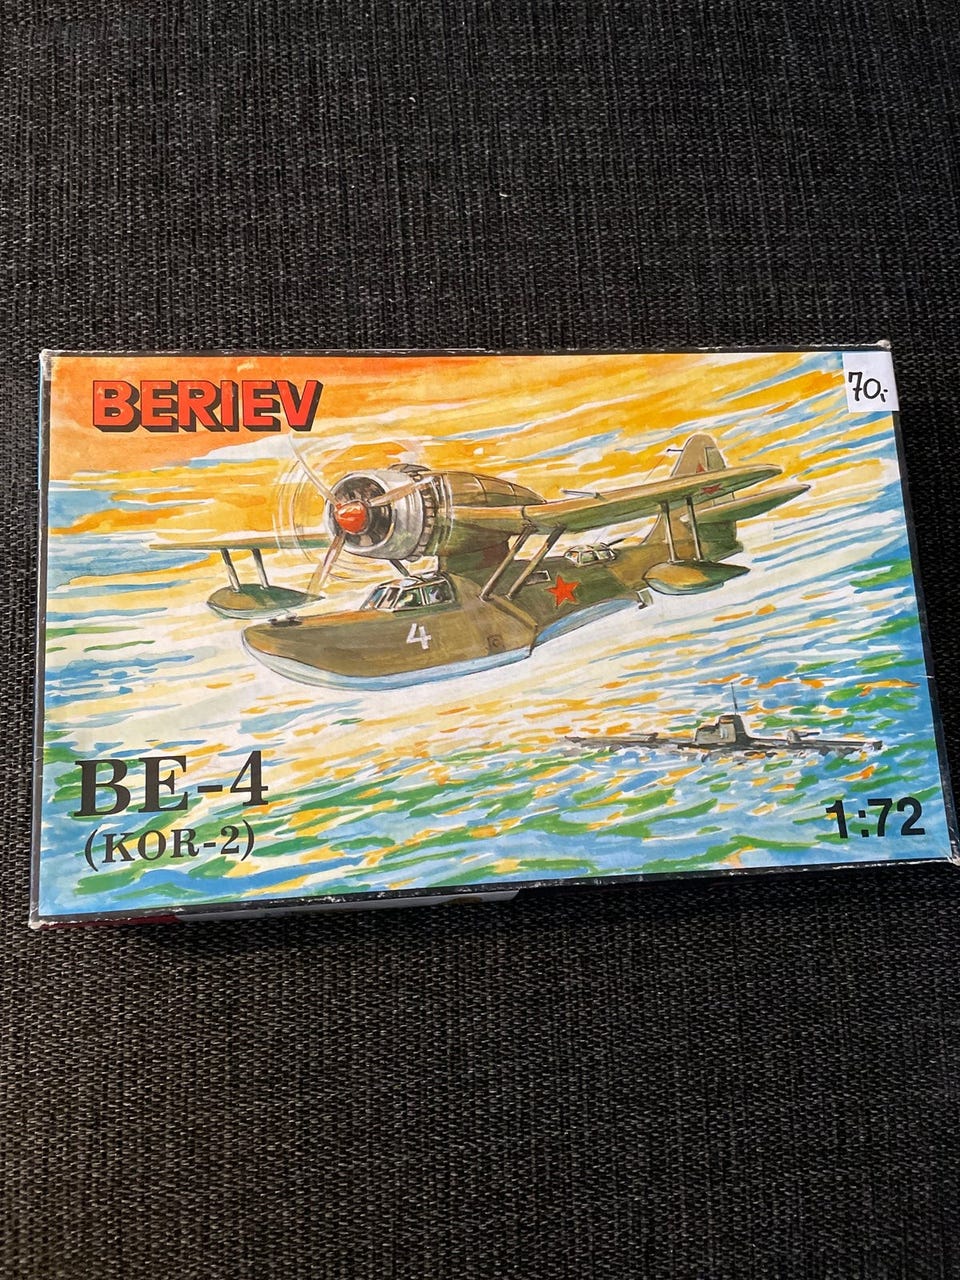 BERIEV
70,-
4
BE-4
(KOR-2)
1:72